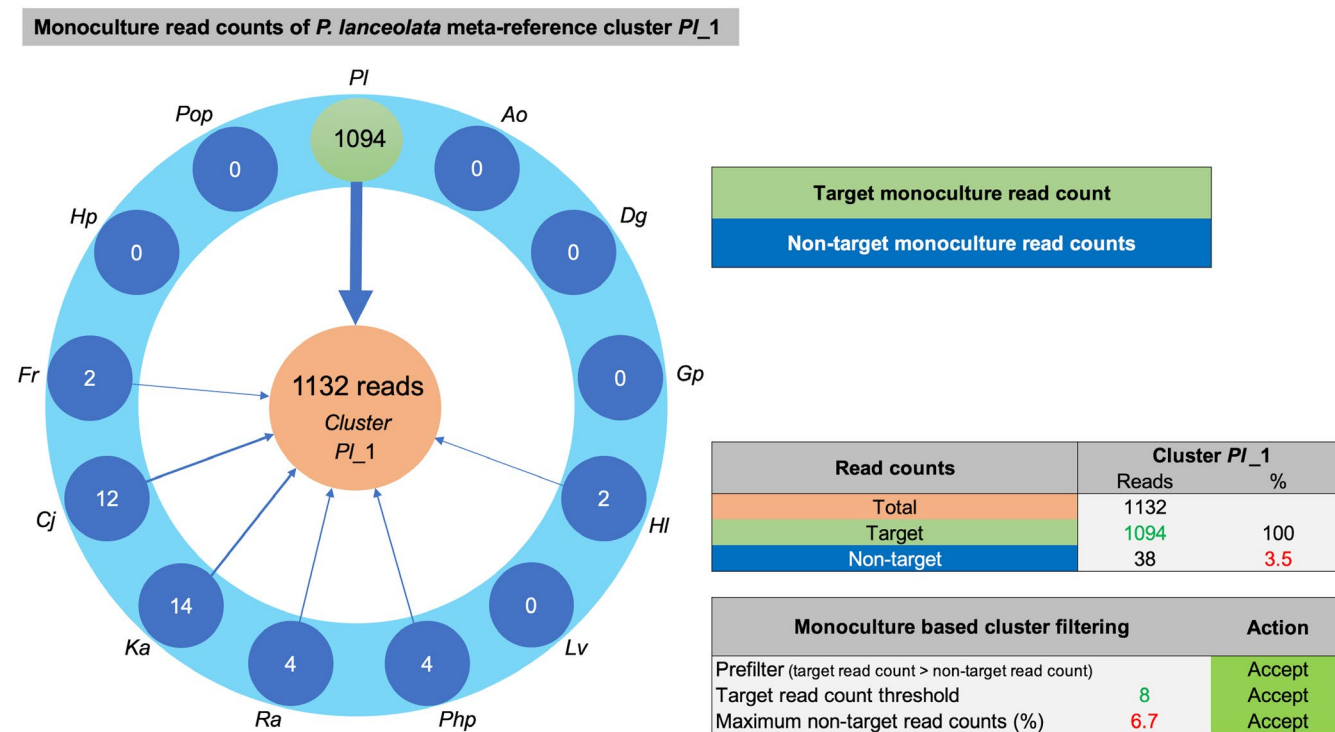 Monoculture read counts of P. lanceolata meta-reference cluster Pl_1
Pl
1094
Ao
0
Dg
0
Gp
0
Hl
2
Lv
0
Php
4
Ra
4
Ka
14
Cj
12
Fr
2
Hp
0
Pop
0
1132 reads
Cluster
Pl_1
Target monoculture read count
Non-target monoculture read counts
Read counts Cluster Pl_1
Reads %
Total 1132
Target 1094 100
Non-target 38 3.5
Monoculture based cluster filtering Action
Prefilter (target read count > non-target read count) Accept
Target read count threshold 8 Accept
Maximum non-target read counts (%) 6.7 Accept